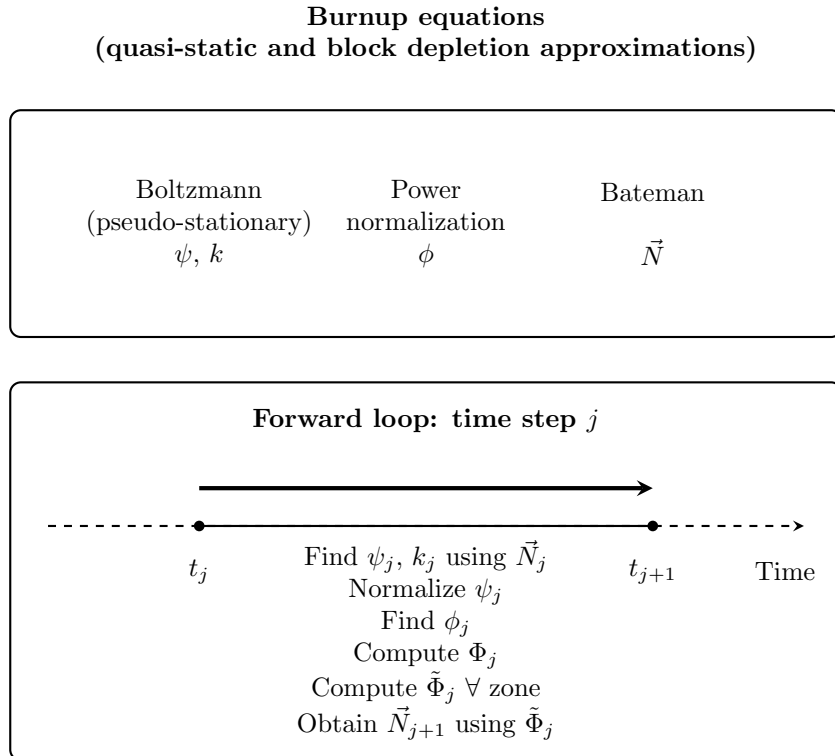 Burnup equations
(quasi-static and block depletion approximations)
Boltzmann
(pseudo-stationary)
ψ, k
Power
normalization
ϕ
Bateman
N⃗
Forward loop: time step j
t_j
Find ψ_j, k_j using N⃗_j
Normalize ψ_j
Find ϕ_j
Compute Φ_j
Compute Φ̃_j ∀ zone
Obtain N⃗_{j+1} using Φ̃_j
t_{j+1}
Time